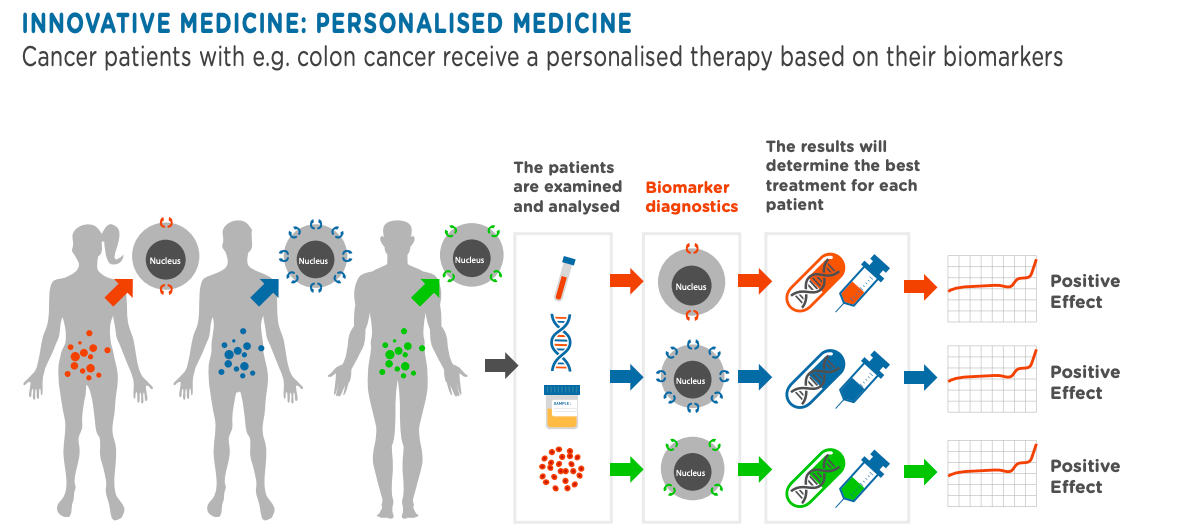 INNOVATIVE MEDICINE: PERSONALISED MEDICINE
Cancer patients with e.g. colon cancer receive a personalised therapy based on their biomarkers
The patients
are examined
and analysed
Biomarker
diagnostics
The results will
determine the best
treatment for each
patient
Nucleus
Nucleus
Nucleus
SAMPLE:
Nucleus
Nucleus
Nucleus
Positive
Effect
Positive
Effect
Positive
Effect